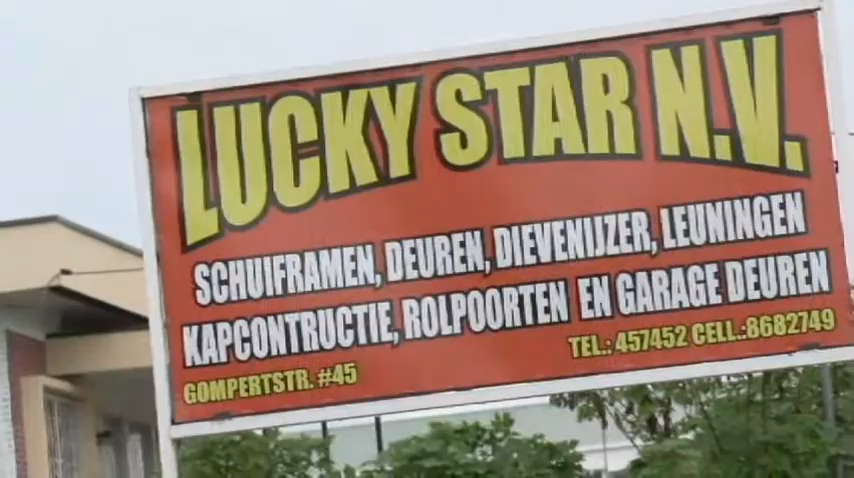 LUCKY STAR N.V.
SCHUIFRAMEN, DEUREN, DIEVENIJZER, LEUNINGEN
KAPCONTRUCTIE, ROLPOORTEN EN GARAGE DEUREN
GOMPERTSTR. #45 TEL.: 457452 CELL.:8682749